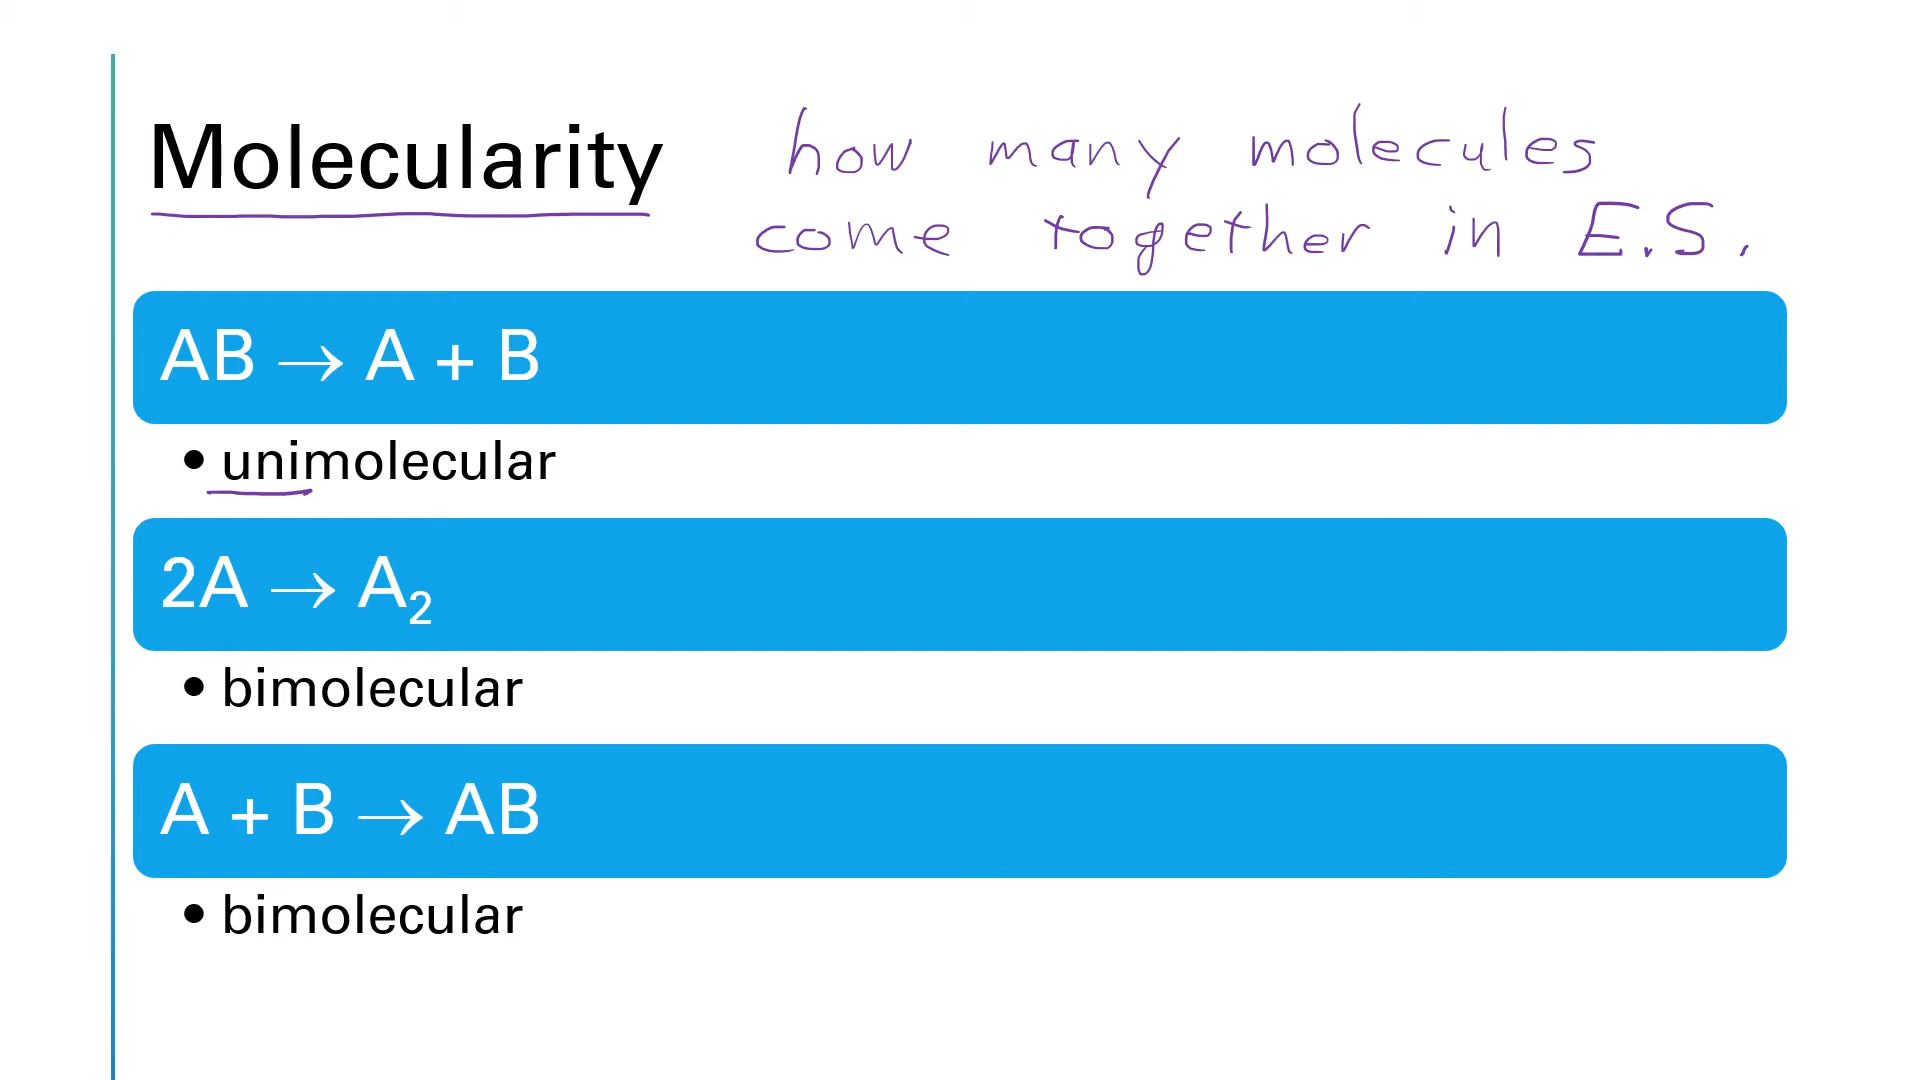 Molecularity
how many molecules
come together in E.S.
AB → A + B
• unimolecular
2A → A₂
• bimolecular
A + B → AB
• bimolecular